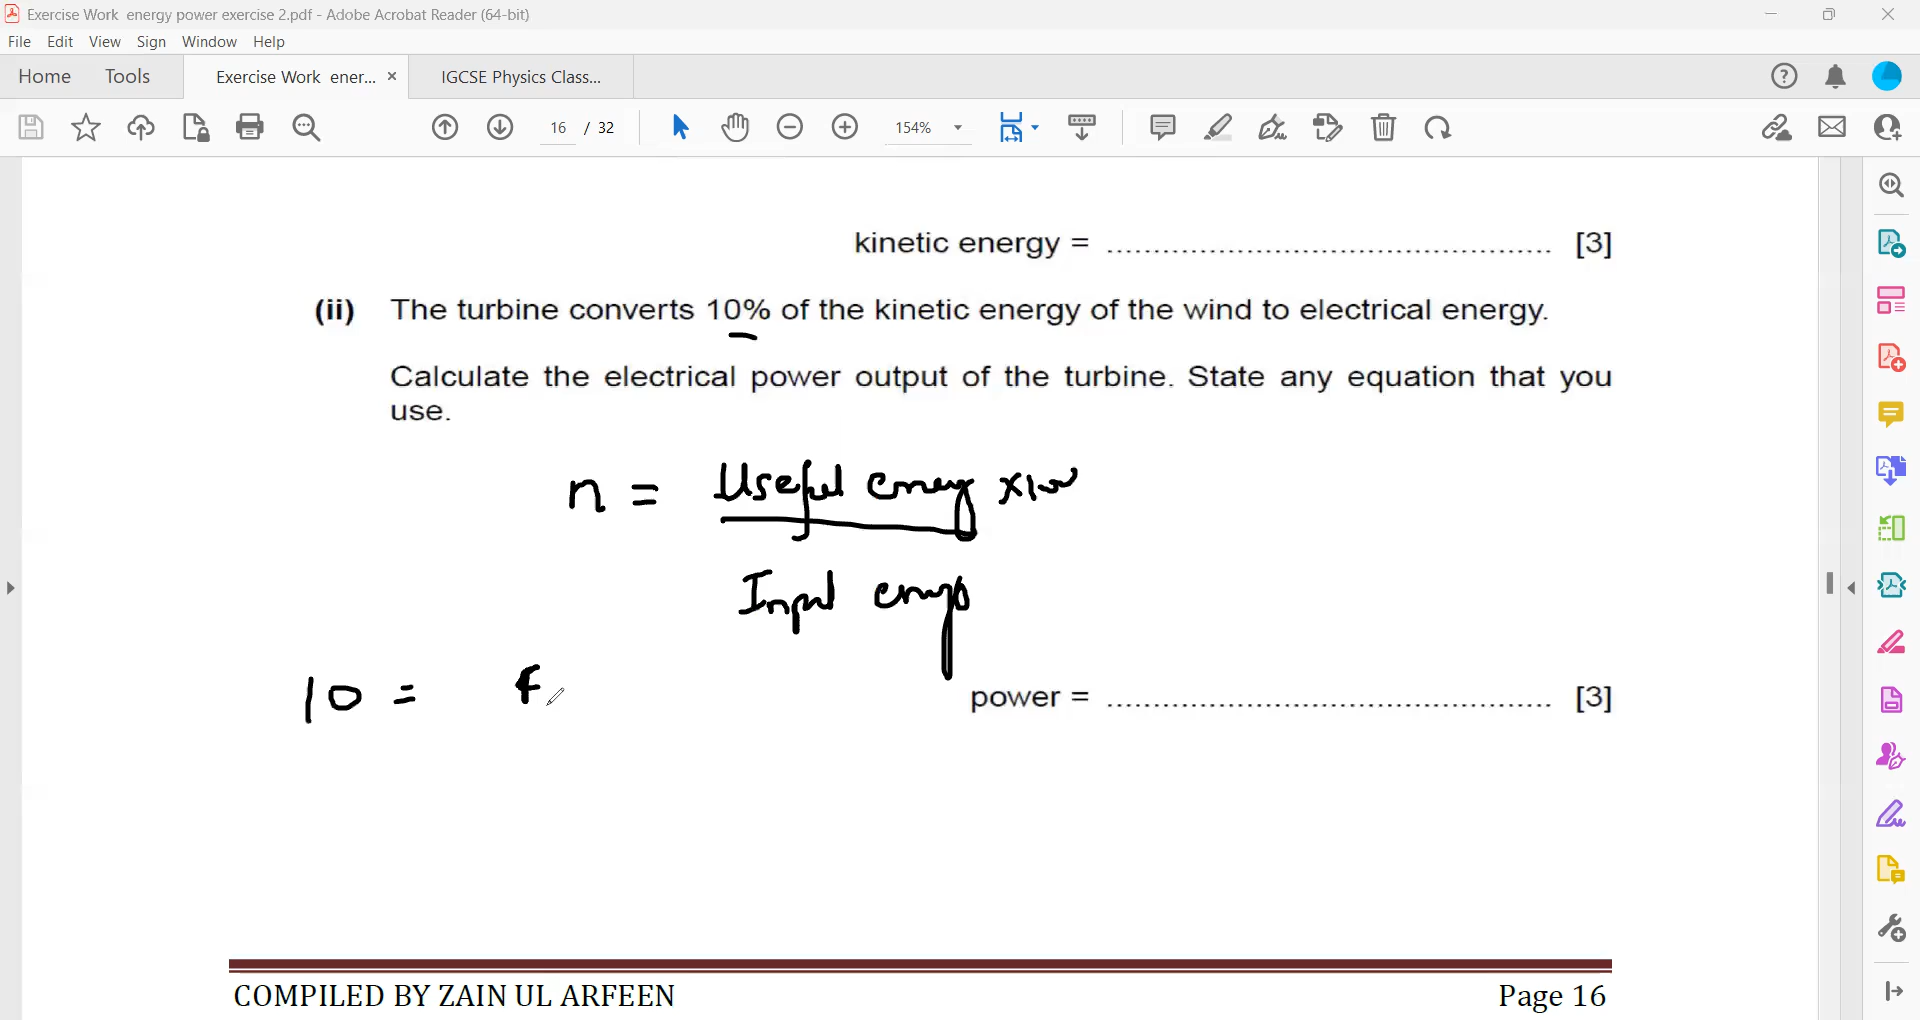 Exercise Work energy power exercise 2.pdf - Adobe Acrobat Reader (64-bit)
File Edit View Sign Window Help
Home Tools Exercise Work ener... × IGCSE Physics Class...
16 / 32 154%
kinetic energy = .................................................. [3]
(ii) The turbine converts 10% of the kinetic energy of the wind to electrical energy.
Calculate the electrical power output of the turbine. State any equation that you
use.
n = Useful energy ×100
Input energy
10 =
power = .................................................. [3]
COMPILED BY ZAIN UL ARFEEN Page 16